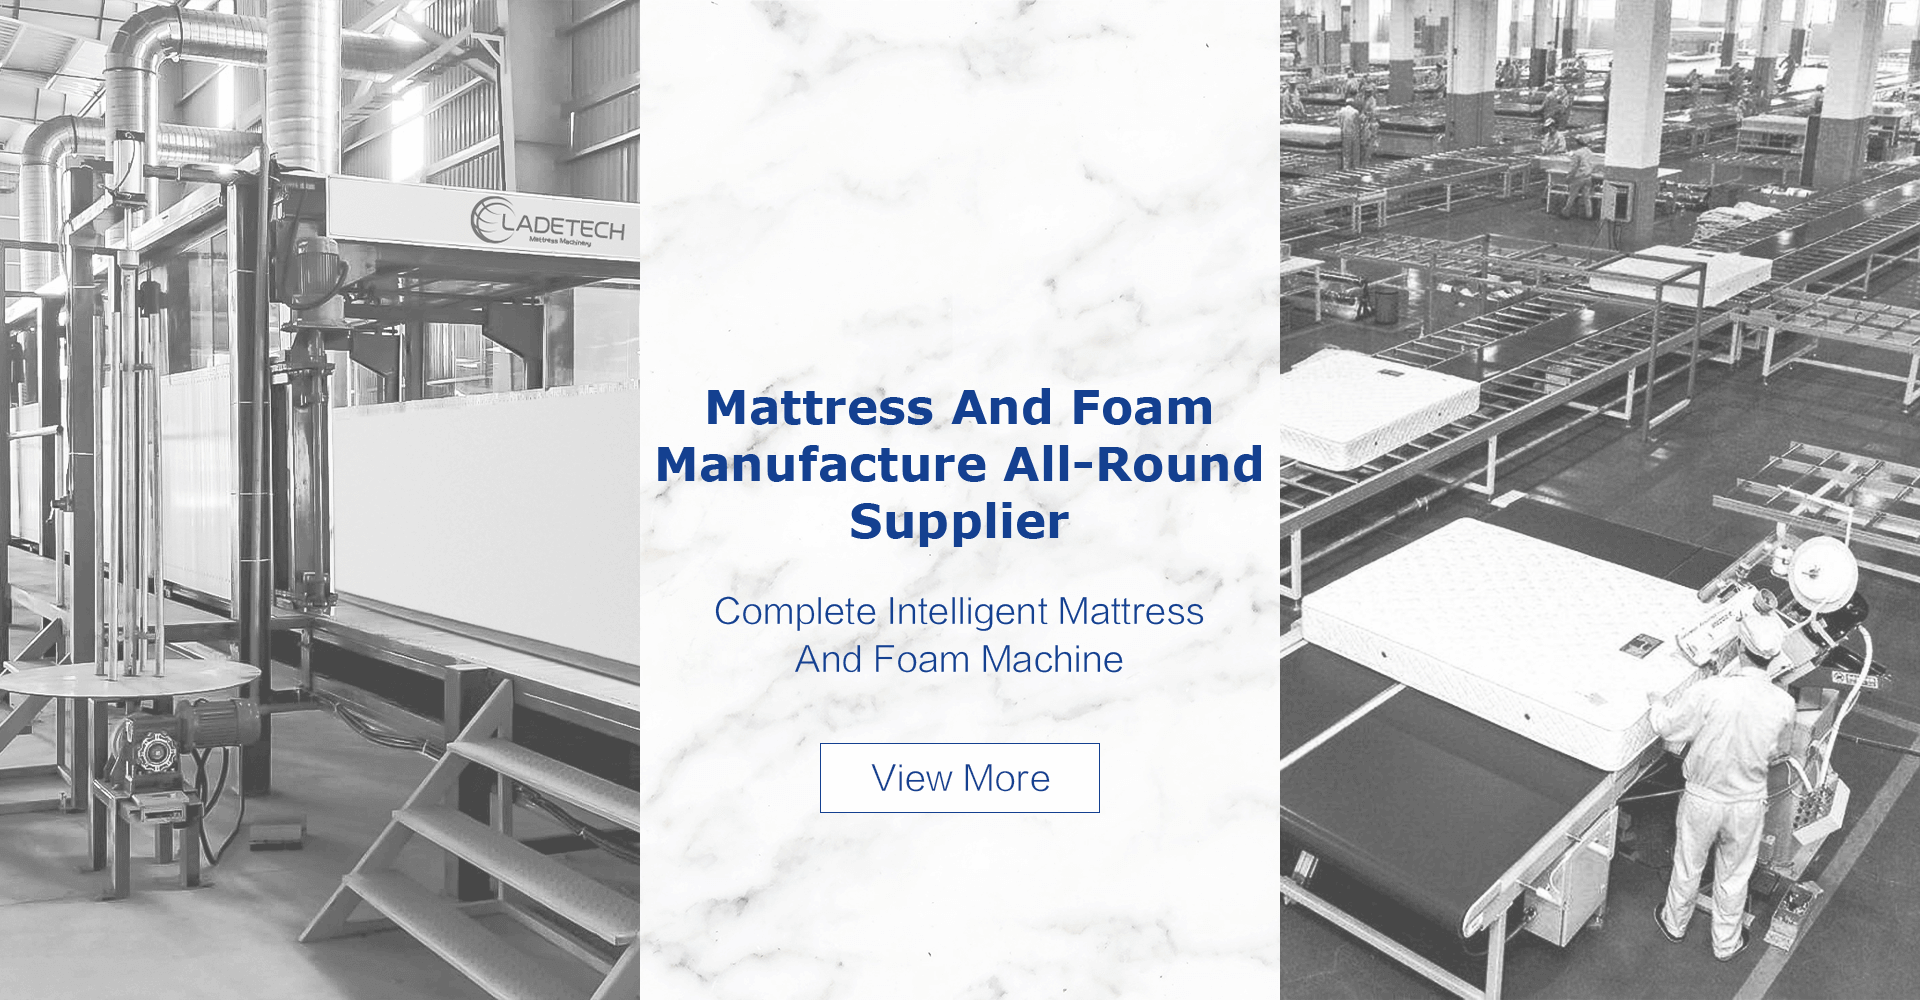 LADETECH
Mattress Machinery
Mattress And Foam
Manufacture All-Round
Supplier
Complete Intelligent Mattress
And Foam Machine
View More